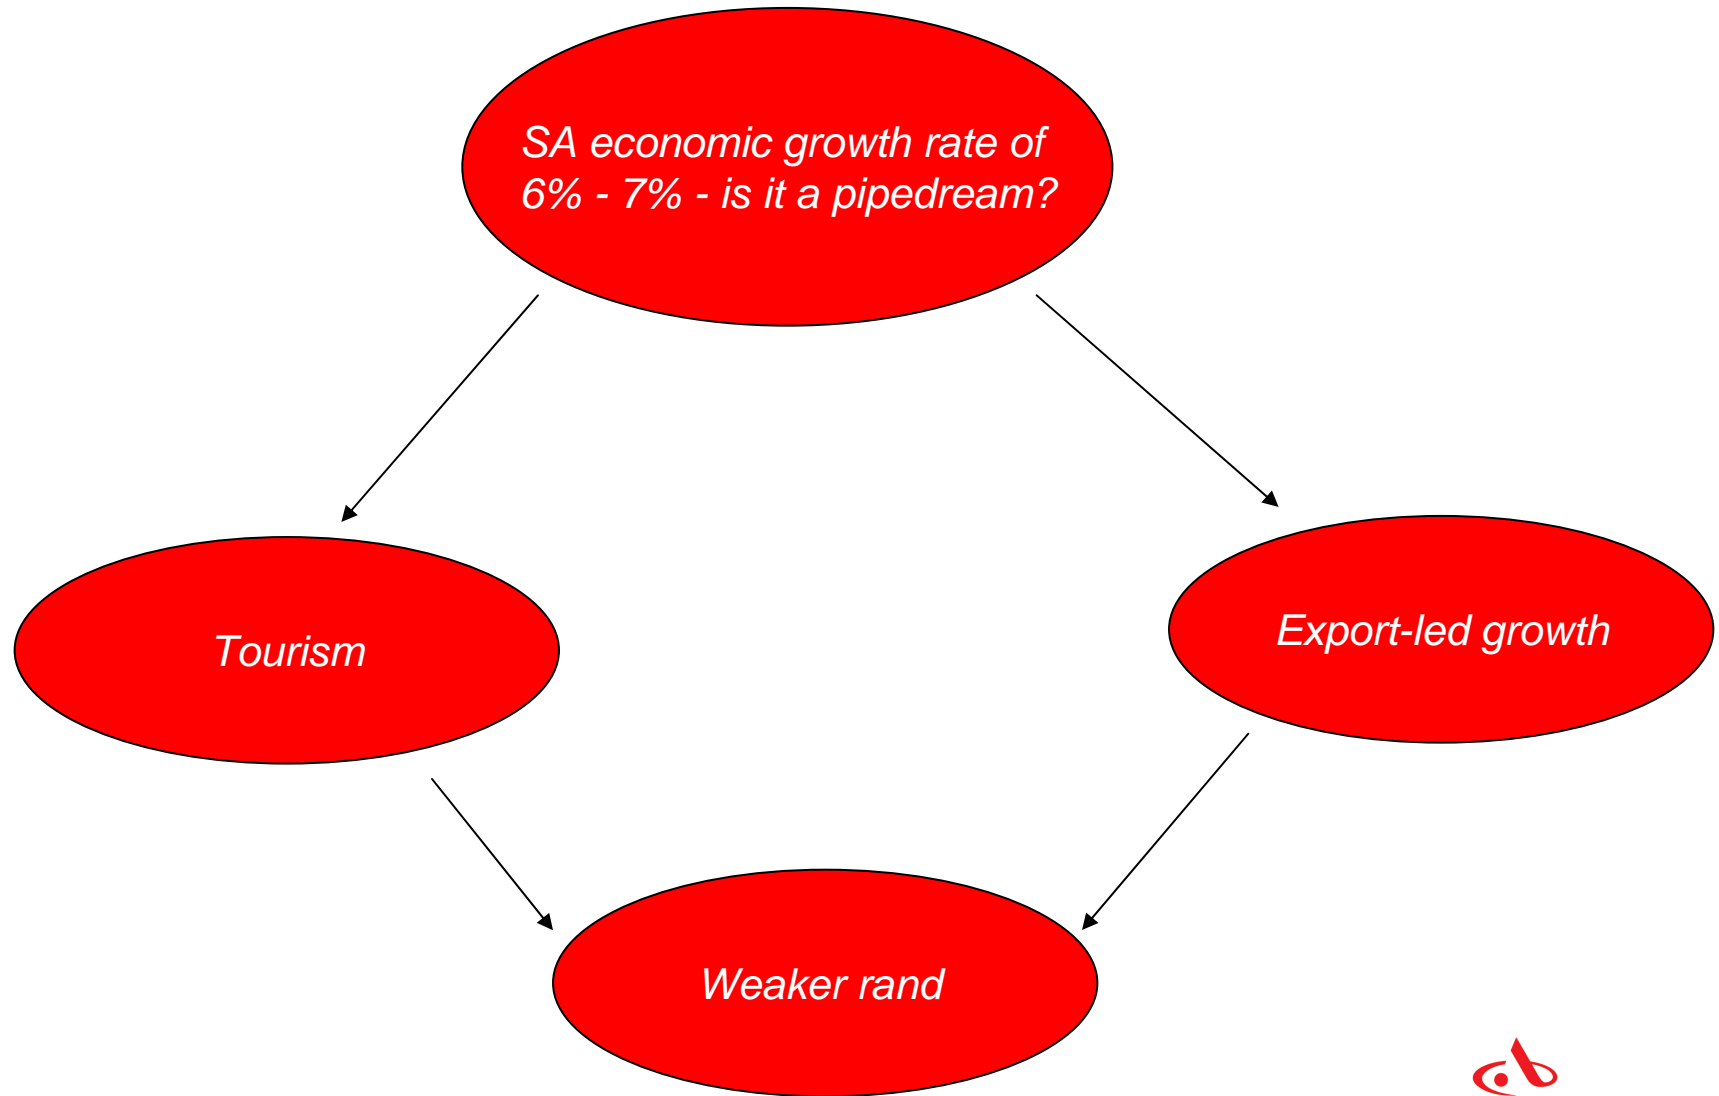 SA economic growth rate of
6% - 7% - is it a pipedream?
Tourism
Export-led growth
Weaker rand